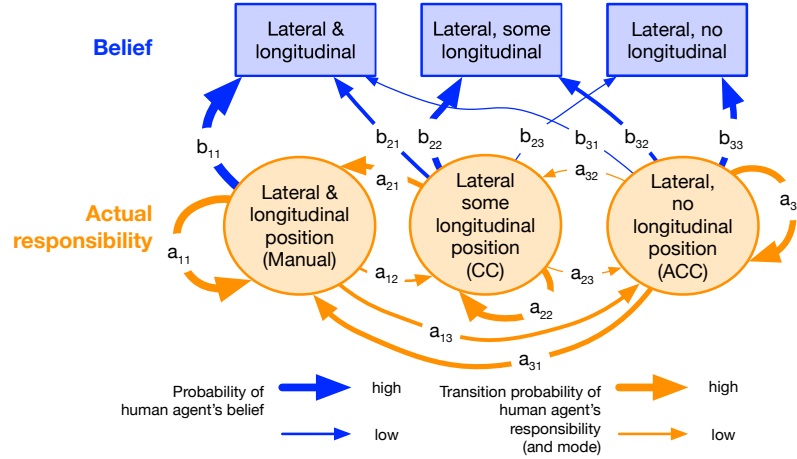 Belief
Lateral &
longitudinal
Lateral, some
longitudinal
Lateral, no
longitudinal
b11
b21
b22
b23
b31
b32
b33
Actual
responsibility
a21
a32
Lateral &
longitudinal
position
(Manual)
Lateral
some
longitudinal
position
(CC)
Lateral,
no
longitudinal
position
(ACC)
a3
a11
a12
a23
a22
a13
a31
Probability of
human agent's belief
high
low
Transition probability of
human agent's
responsibility
(and mode)
high
low